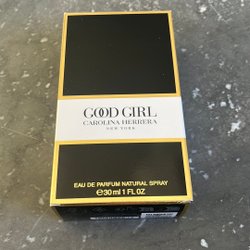 GOOD GIRL
CAROLINA HERRERA
NEW YORK
EAU DE PARFUM NATURAL SPRAY
℮30 ml 1 FL OZ